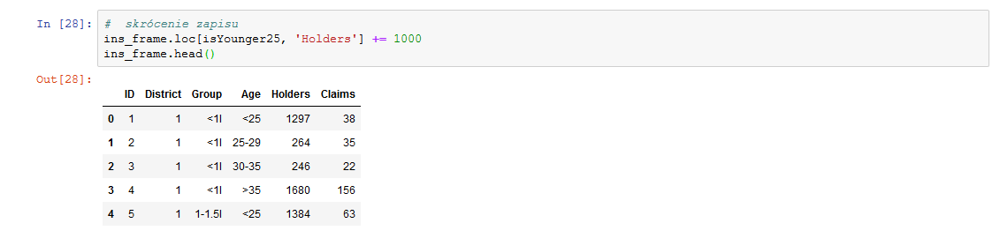 In [28]: # skrócenie zapisu
ins_frame.loc[isYounger25, 'Holders'] += 1000
ins_frame.head()
Out[28]:
ID District Group Age Holders Claims
0 1 1 <1l <25 1297 38
1 2 1 <1l 25-29 264 35
2 3 1 <1l 30-35 246 22
3 4 1 <1l >35 1680 156
4 5 1 1-1.5l <25 1384 63